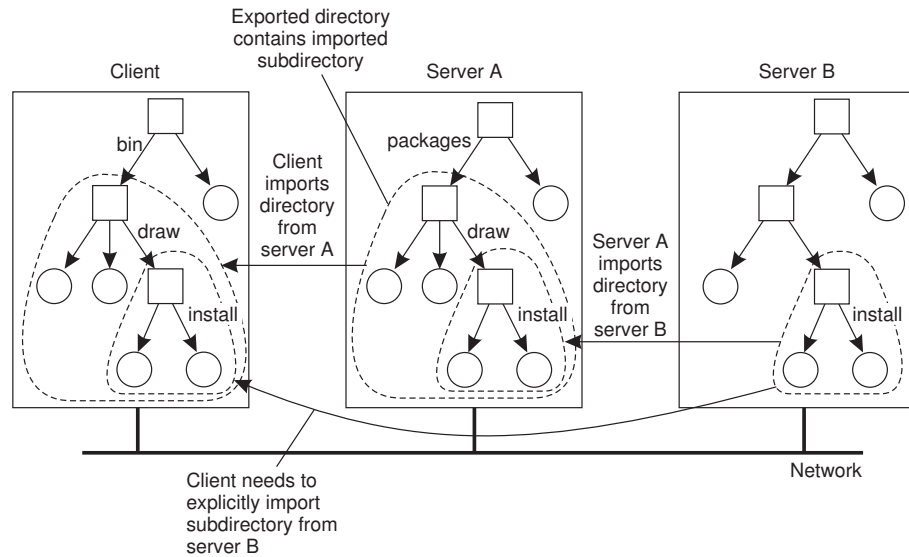 Exported directory
contains imported
subdirectory
Client
Server A
Server B
bin
packages
Client
imports
directory
from
server A
draw
draw
Server A
imports
directory
from
server B
install
install
install
Network
Client needs to
explicitly import
subdirectory from
server B